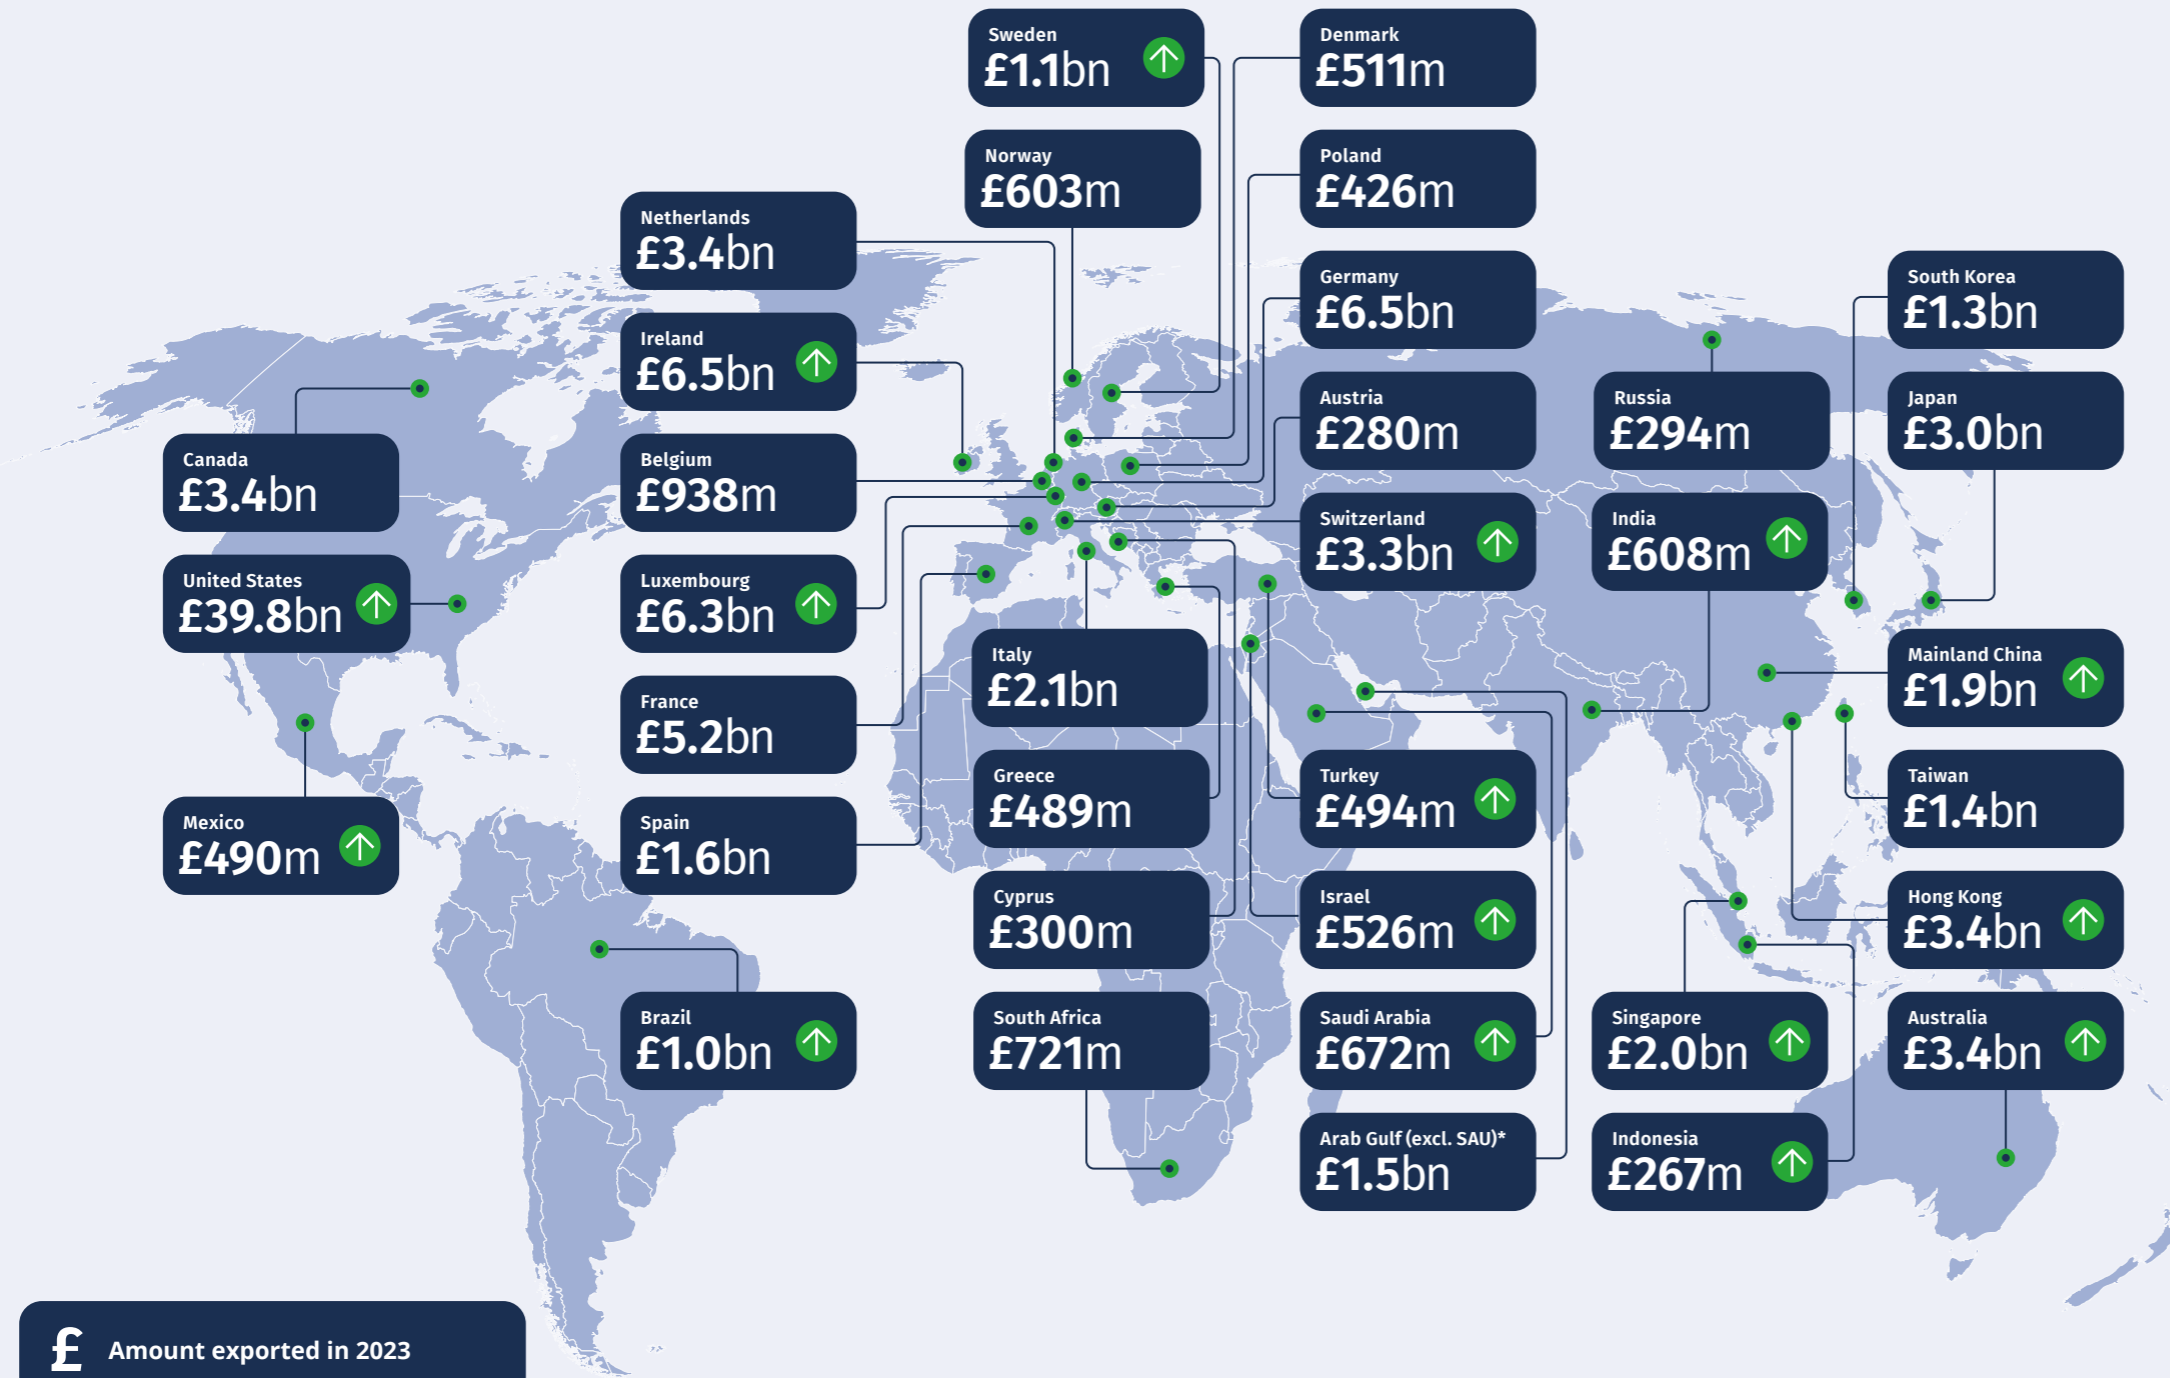 Sweden
£1.1bn
Denmark
£511m
Norway
£603m
Poland
£426m
Netherlands
£3.4bn
Germany
£6.5bn
South Korea
£1.3bn
Ireland
£6.5bn
Austria
£280m
Russia
£294m
Japan
£3.0bn
Canada
£3.4bn
Belgium
£938m
Switzerland
£3.3bn
India
£608m
United States
£39.8bn
Luxembourg
£6.3bn
Italy
£2.1bn
Mainland China
£1.9bn
France
£5.2bn
Greece
£489m
Turkey
£494m
Taiwan
£1.4bn
Mexico
£490m
Spain
£1.6bn
Cyprus
£300m
Israel
£526m
Hong Kong
£3.4bn
Brazil
£1.0bn
South Africa
£721m
Saudi Arabia
£672m
Singapore
£2.0bn
Australia
£3.4bn
Arab Gulf (excl. SAU)*
£1.5bn
Indonesia
£267m
£ Amount exported in 2023